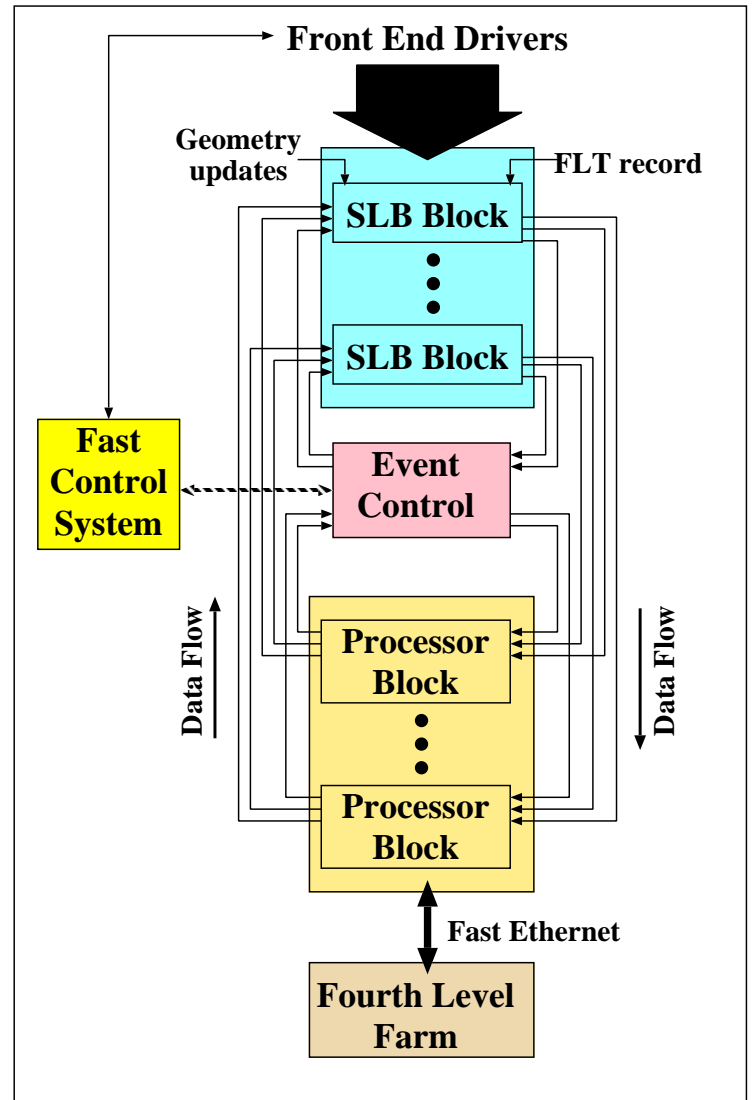 Front End Drivers
Geometry
updates
FLT record
SLB Block
SLB Block
Fast
Control
System
Event
Control
Data Flow
Data Flow
Processor
Block
Processor
Block
Fast Ethernet
Fourth Level
Farm